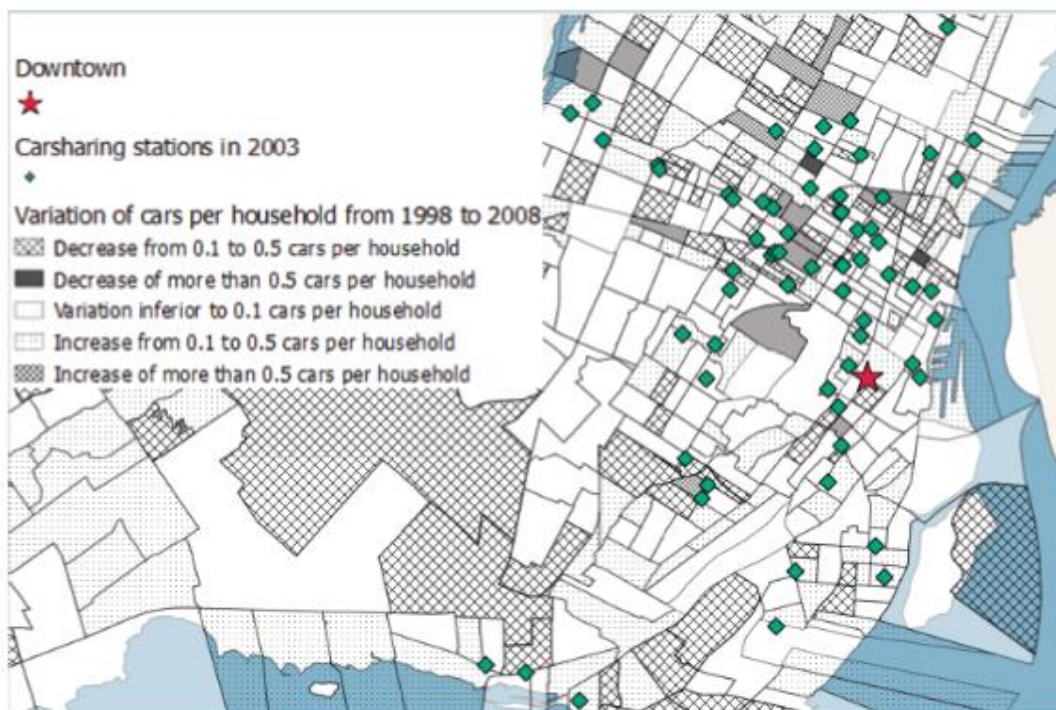 Downtown
Carsharing stations in 2003
Variation of cars per household from 1998 to 2008
Decrease from 0.1 to 0.5 cars per household
Decrease of more than 0.5 cars per household
Variation inferior to 0.1 cars per household
Increase from 0.1 to 0.5 cars per household
Increase of more than 0.5 cars per household